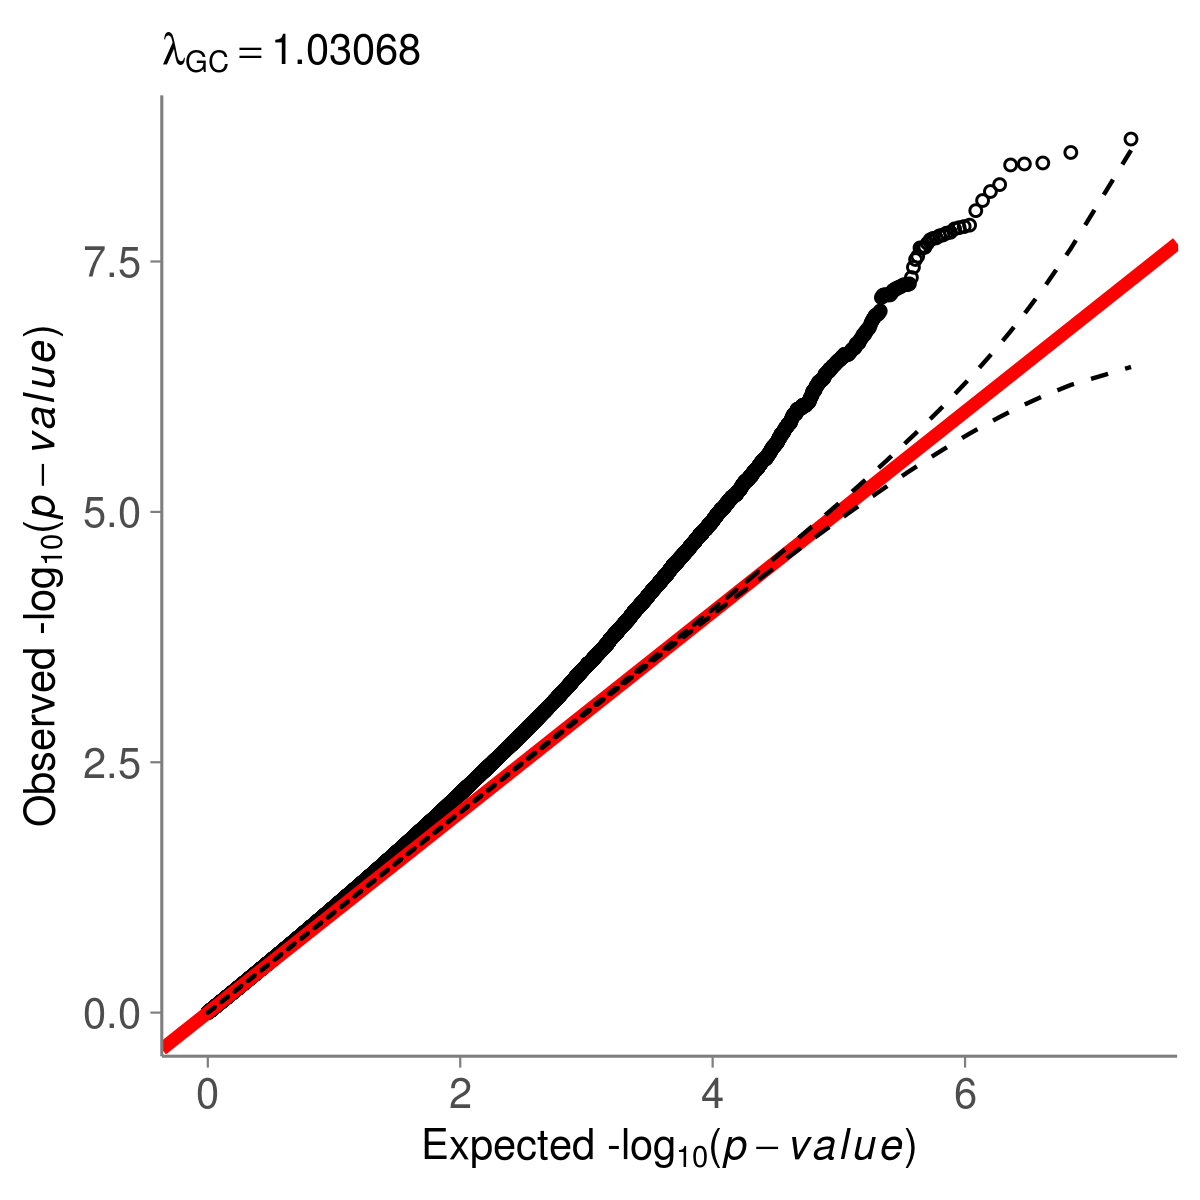 λGC = 1.03068
Observed -log10(p − value)
7.5
5.0
2.5
0.0
0 2 4 6
Expected -log10(p − value)